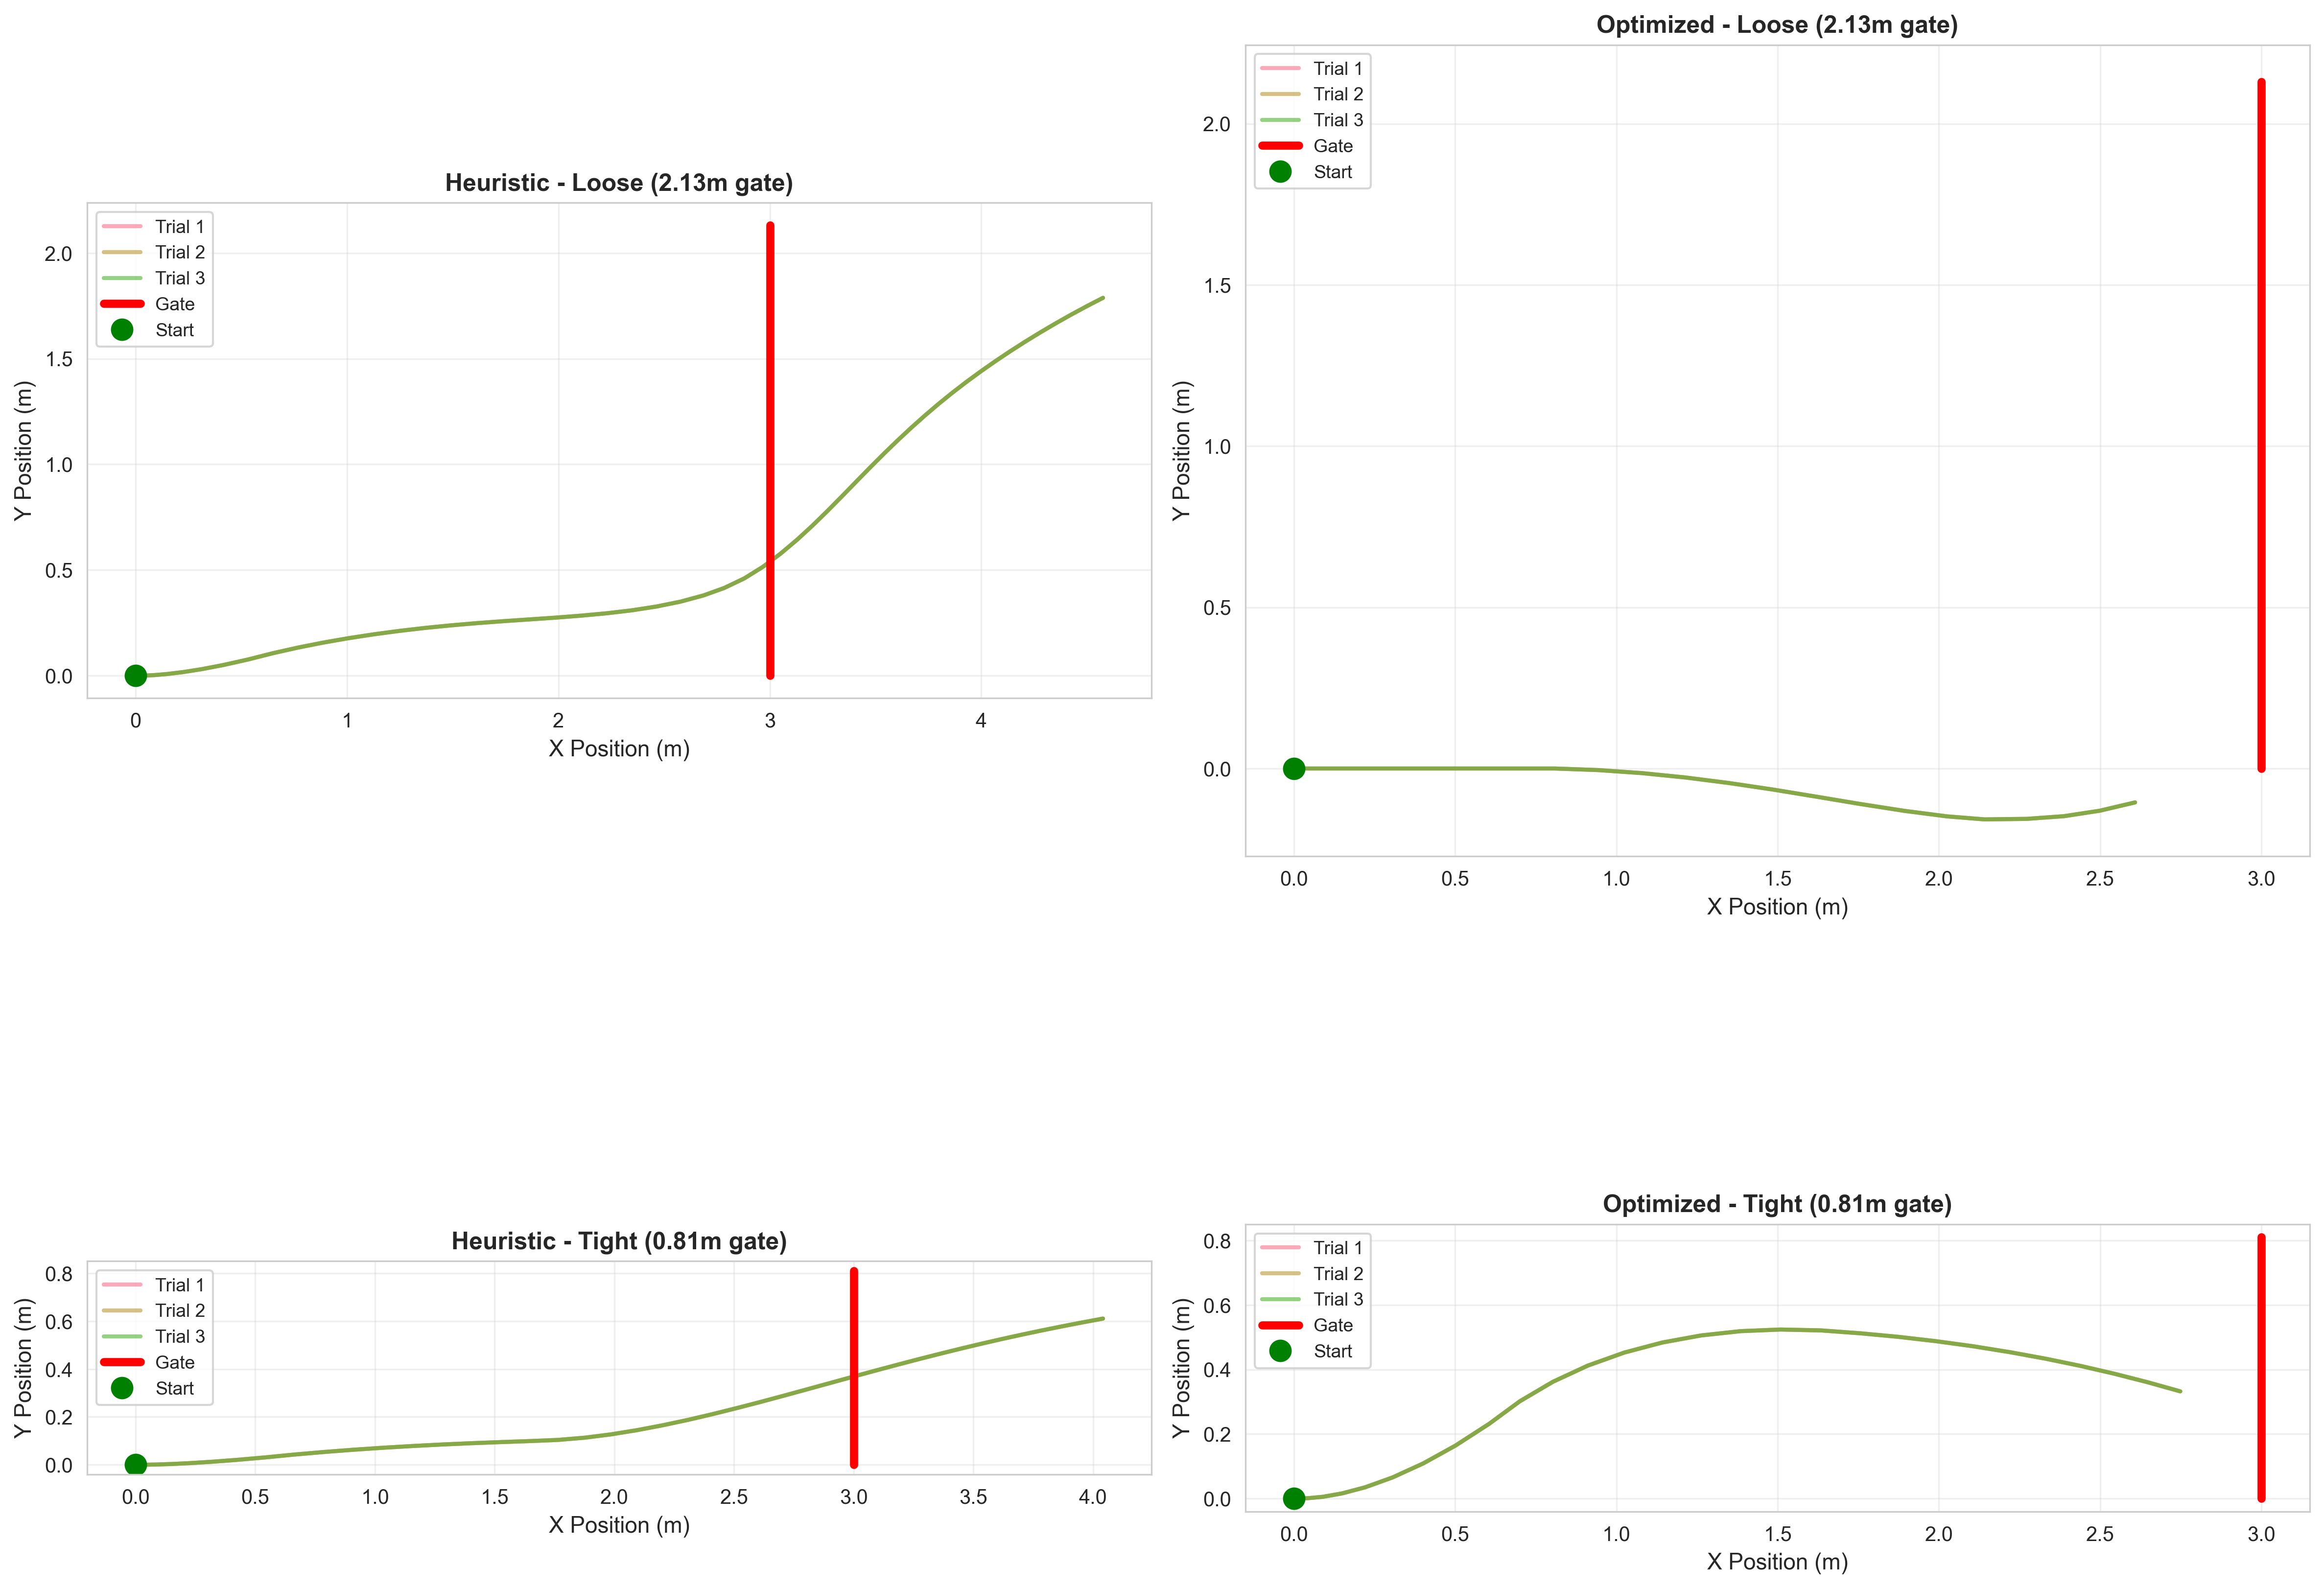 Heuristic - Loose (2.13m gate)
Trial 1
Trial 2
Trial 3
Gate
Start
2.0
1.5
1.0
0.5
0.0
Y Position (m)
0
1
2
3
4
X Position (m)
Optimized - Loose (2.13m gate)
Trial 1
Trial 2
Trial 3
Gate
Start
2.0
1.5
1.0
0.5
0.0
Y Position (m)
0.0
0.5
1.0
1.5
2.0
2.5
3.0
X Position (m)
Heuristic - Tight (0.81m gate)
Trial 1
Trial 2
Trial 3
Gate
Start
0.8
0.6
0.4
0.2
0.0
Y Position (m)
0.0
0.5
1.0
1.5
2.0
2.5
3.0
3.5
4.0
X Position (m)
Optimized - Tight (0.81m gate)
Trial 1
Trial 2
Trial 3
Gate
Start
0.8
0.6
0.4
0.2
0.0
Y Position (m)
0.0
0.5
1.0
1.5
2.0
2.5
3.0
X Position (m)